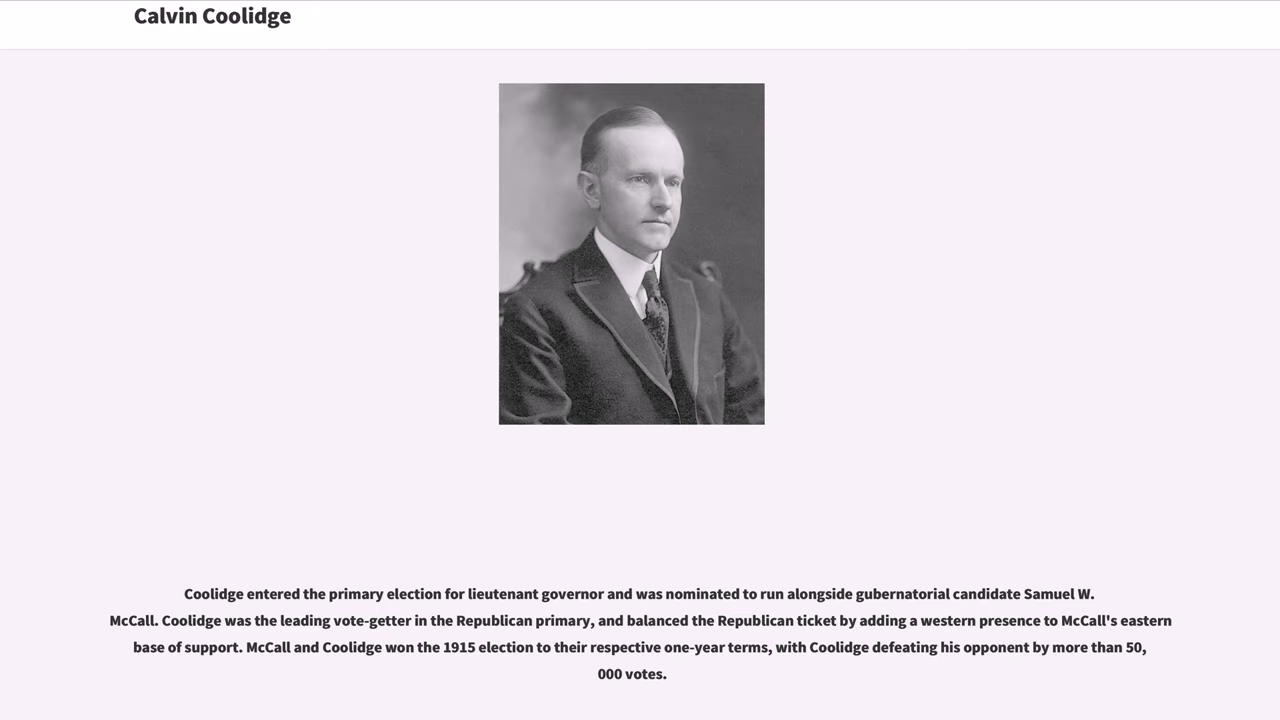 Calvin Coolidge
Coolidge entered the primary election for lieutenant governor and was nominated to run alongside gubernatorial candidate Samuel W.
McCall. Coolidge was the leading vote-getter in the Republican primary, and balanced the Republican ticket by adding a western presence to McCall's eastern
base of support. McCall and Coolidge won the 1915 election to their respective one-year terms, with Coolidge defeating his opponent by more than 50,
000 votes.